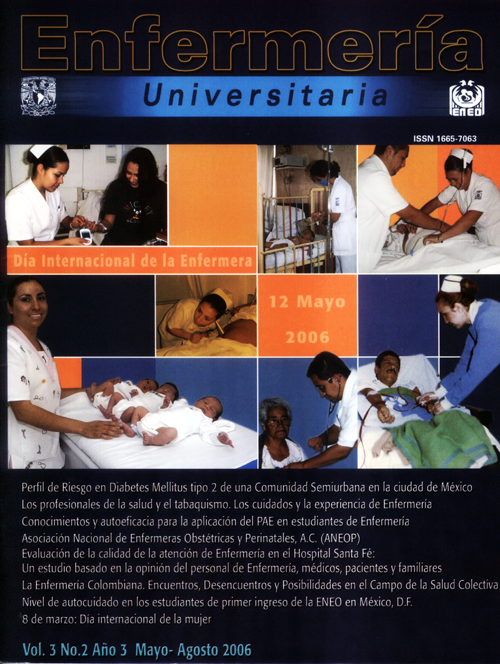 Enfermería
Universitaria
ENEO
ISSN 1665-7063
Día Internacional de la Enfermera
12 Mayo
2006
Perfil de Riesgo en Diabetes Mellitus tipo 2 de una Comunidad Semiurbana en la ciudad de México
Los profesionales de la salud y el tabaquismo. Los cuidados y la experiencia de Enfermería
Conocimientos y autoeficacia para la aplicación del PAE en estudiantes de Enfermería
Asociación Nacional de Enfermeras Obstétricas y Perinatales, A.C. (ANEOP)
Evaluación de la calidad de la atención de Enfermería en el Hospital Santa Fé:
Un estudio basado en la opinión del personal de Enfermería, médicos, pacientes y familiares
La Enfermería Colombiana. Encuentros, Desencuentros y Posibilidades en el Campo de la Salud Colectiva
Nivel de autocuidado en los estudiantes de primer ingreso de la ENEO en México, D.F.
8 de marzo: Día internacional de la mujer
Vol. 3 No.2 Año 3 Mayo- Agosto 2006